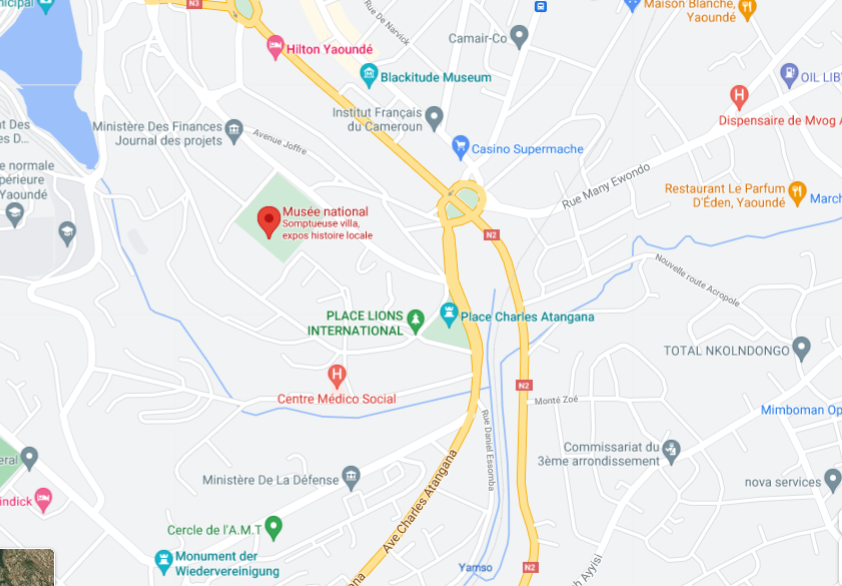 nicipal
N3
Rue De Narvick
Maison Blanche,
Yaoundé
Camair-Co
Hilton Yaoundé
Blackitude Museum
OIL LIB
H
Institut Français
du Cameroun
Dispensaire de Mvog A
nt Des
es D...
Ministère Des Finances
Journal des projets
Avenue Joffre
Casino Supermache
e normale
périeure
Yaoundé
Rue Many Ewondo
Restaurant Le Parfum
D'Éden, Yaoundé
March
Musée national
Somptueuse villa,
expos histoire locale
N2
Nouvelle route Acropole
PLACE LIONS
INTERNATIONAL
Place Charles Atangana
TOTAL NKOLNDONGO
H
Centre Médico Social
N2
Monté Zoé
Mimboman Op
Rue Daniel Essomba
Commissariat du
3ème arrondissement
eral
Ministère De La Défense
nova services
indick
Ave Charles Atangana
Cercle de l'A.M.T
Monument der
Wiedervereinigung
Yamso
N2
h Ayyisi
ana